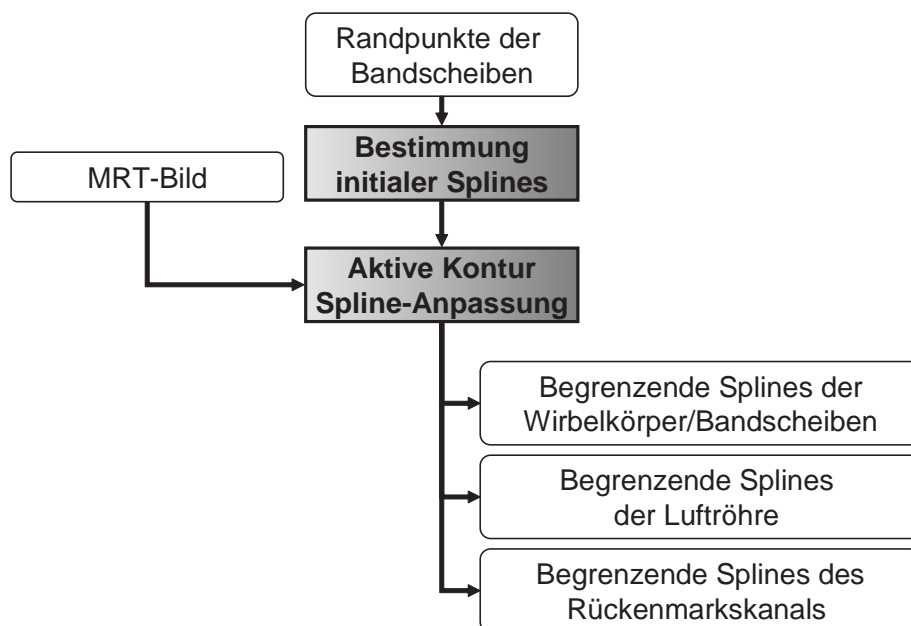 Randpunkte der
Bandscheiben
Bestimmung
initialer Splines
MRT-Bild
Aktive Kontur
Spline-Anpassung
Begrenzende Splines der
Wirbelkörper/Bandscheiben
Begrenzende Splines
der Luftröhre
Begrenzende Splines des
Rückenmarkskanals